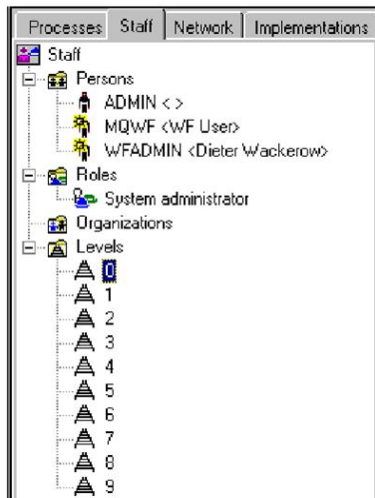 Processes Staff Network Implementations
Staff
Persons
ADMIN < >
MQWF <WF User>
WFADMIN <Dieter Wackerow>
Roles
System administrator
Organizations
Levels
0
1
2
3
4
5
6
7
8
9